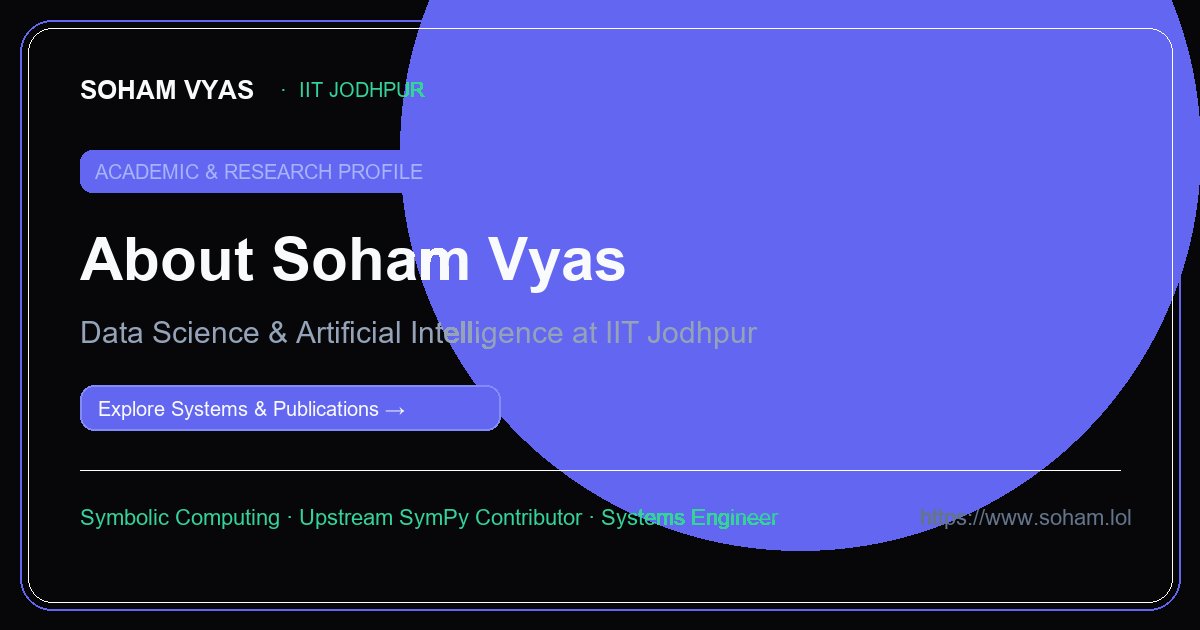 SOHAM VYAS · IIT JODHPUR
ACADEMIC & RESEARCH PROFILE
About Soham Vyas
Data Science & Artificial Intelligence at IIT Jodhpur
Explore Systems & Publications →
Symbolic Computing · Upstream SymPy Contributor · Systems Engineer
https://www.soham.lol